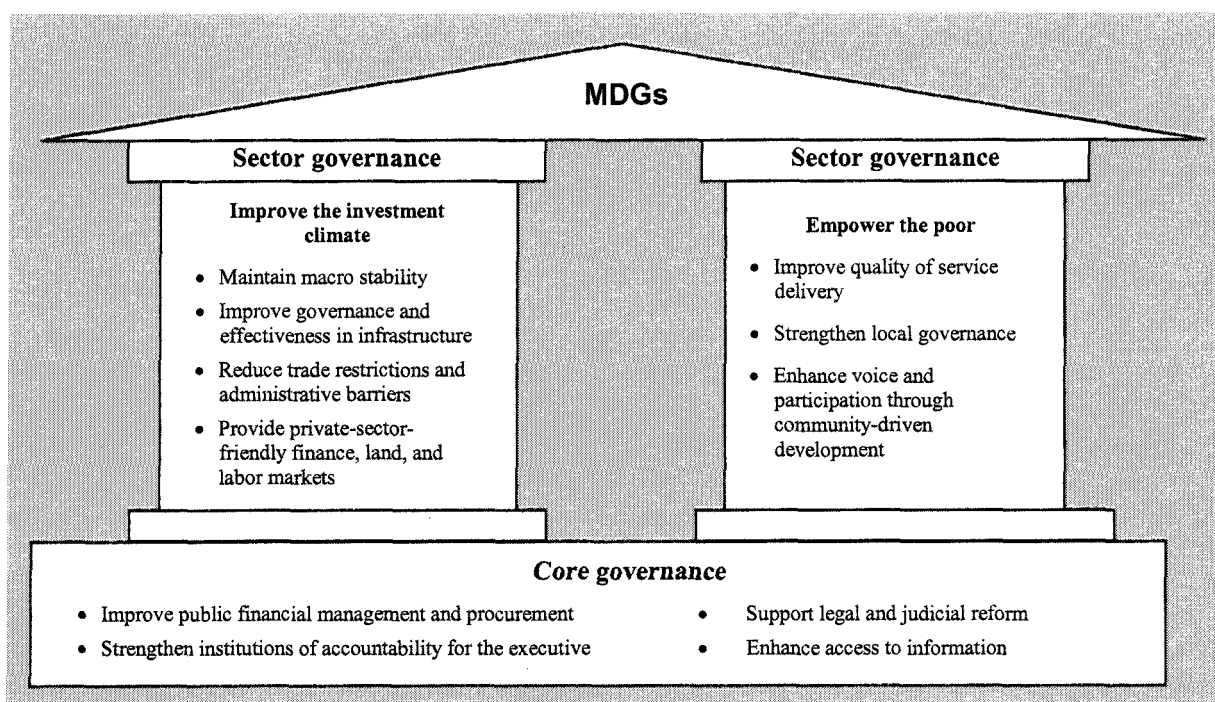 MDGs
Sector governance
Improve the investment
climate
• Maintain macro stability
• Improve governance and
effectiveness in infrastructure
• Reduce trade restrictions and
administrative barriers
• Provide private-sector-
friendly finance, land, and
labor markets
Sector governance
Empower the poor
• Improve quality of service
delivery
• Strengthen local governance
• Enhance voice and
participation through
community-driven
development
Core governance
• Improve public financial management and procurement
• Strengthen institutions of accountability for the executive
• Support legal and judicial reform
• Enhance access to information